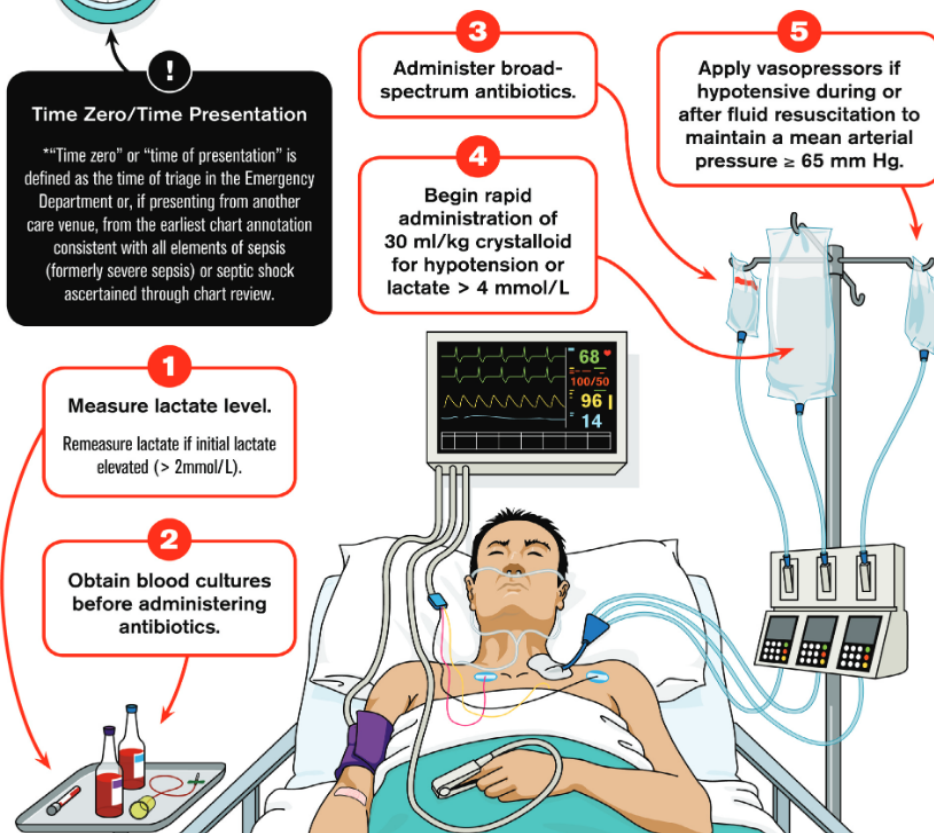 !
Time Zero/Time Presentation
*“Time zero” or “time of presentation” is
defined as the time of triage in the Emergency
Department or, if presenting from another
care venue, from the earliest chart annotation
consistent with all elements of sepsis
(formerly severe sepsis) or septic shock
ascertained through chart review.
1
Measure lactate level.
Remeasure lactate if initial lactate
elevated (> 2mmol/L).
2
Obtain blood cultures
before administering
antibiotics.
3
Administer broad-
spectrum antibiotics.
4
Begin rapid
administration of
30 ml/kg crystalloid
for hypotension or
lactate > 4 mmol/L
5
Apply vasopressors if
hypotensive during or
after fluid resuscitation to
maintain a mean arterial
pressure ≥ 65 mm Hg.
68
100/50
96
14